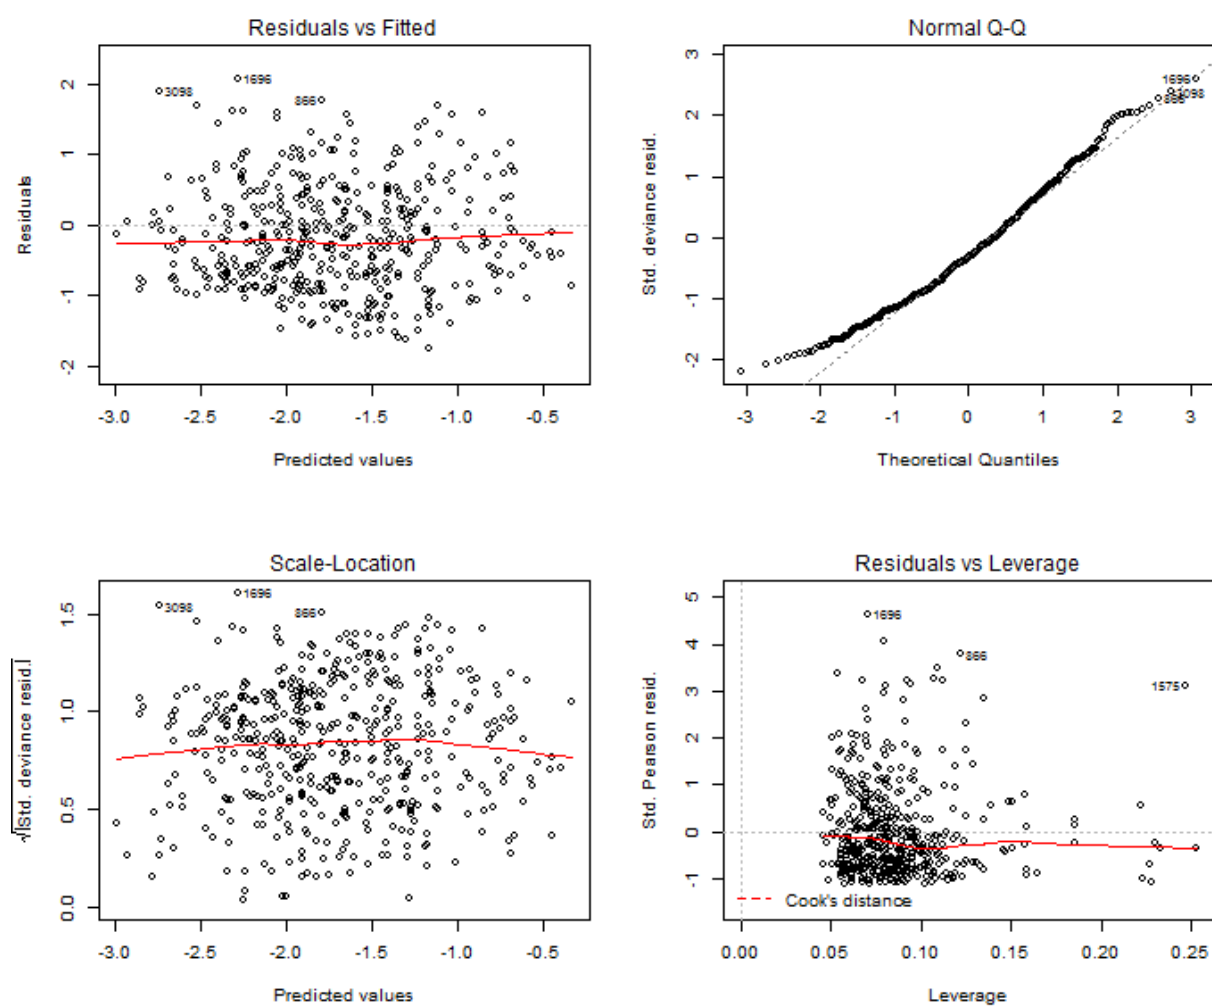 Residuals vs Fitted
Residuals
2
1
0
-1
-2
3098
1696
866
-3.0 -2.5 -2.0 -1.5 -1.0 -0.5
Predicted values
Normal Q-Q
Std. deviance resid.
3
2
1
0
-1
-2
1696
3098
866
-3 -2 -1 0 1 2 3
Theoretical Quantiles
Scale-Location
√|Std. deviance resid.|
1.5
1.0
0.5
0.0
3098
1696
866
-3.0 -2.5 -2.0 -1.5 -1.0 -0.5
Predicted values
Residuals vs Leverage
Std. Pearson resid.
5
4
3
2
1
0
-1
1696
866
1575
Cook's distance
0.00 0.05 0.10 0.15 0.20 0.25
Leverage